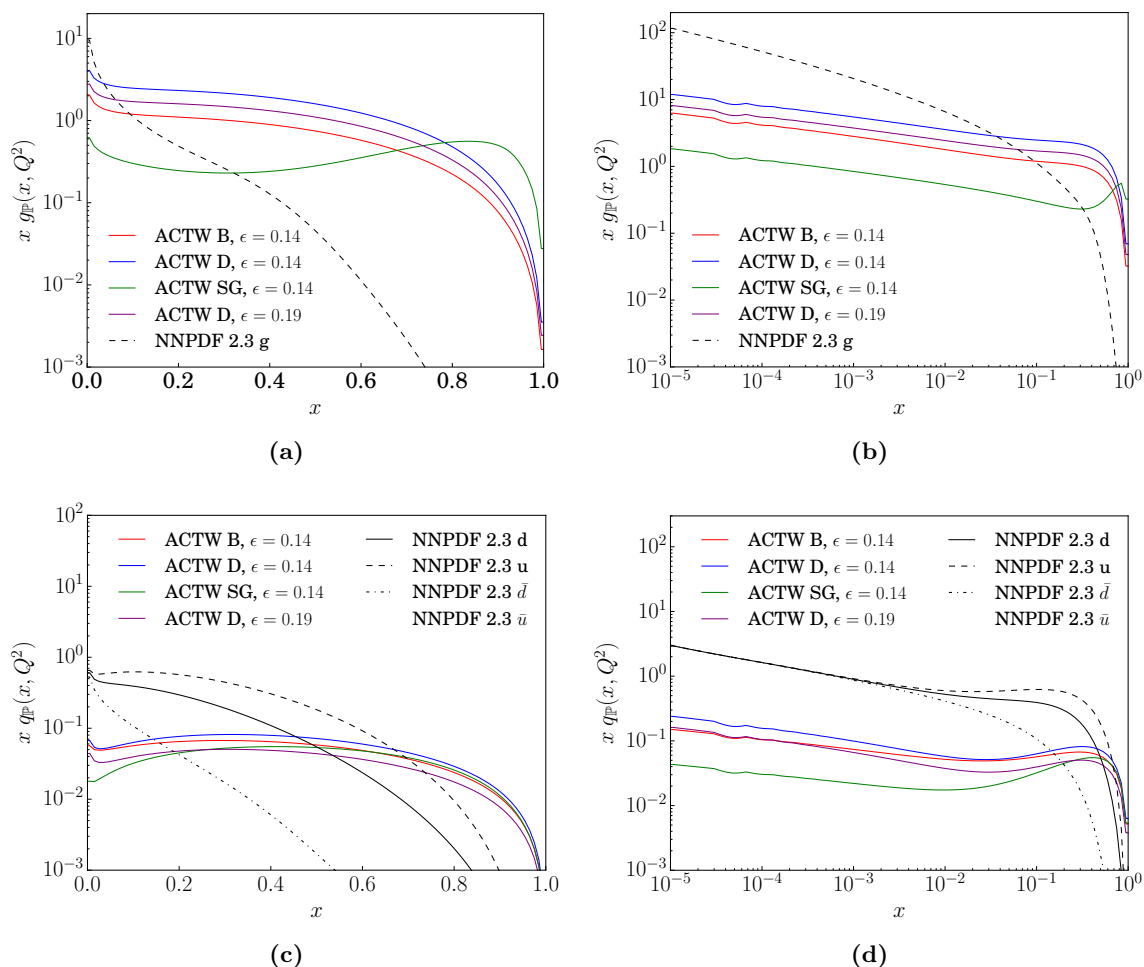 10^1
10^0
10^-1
10^-2
10^-3
x g_ℙ(x, Q^2)
ACTW B, ϵ = 0.14
ACTW D, ϵ = 0.14
ACTW SG, ϵ = 0.14
ACTW D, ϵ = 0.19
NNPDF 2.3 g
0.0 0.2 0.4 0.6 0.8 1.0
x
(a)
10^2
10^1
10^0
10^-1
10^-2
10^-3
x g_ℙ(x, Q^2)
ACTW B, ϵ = 0.14
ACTW D, ϵ = 0.14
ACTW SG, ϵ = 0.14
ACTW D, ϵ = 0.19
NNPDF 2.3 g
10^-5 10^-4 10^-3 10^-2 10^-1 10^0
x
(b)
10^2
10^1
10^0
10^-1
10^-2
10^-3
x q_ℙ(x, Q^2)
ACTW B, ϵ = 0.14 NNPDF 2.3 d
ACTW D, ϵ = 0.14 NNPDF 2.3 u
ACTW SG, ϵ = 0.14 NNPDF 2.3 d̄
ACTW D, ϵ = 0.19 NNPDF 2.3 ū
0.0 0.2 0.4 0.6 0.8 1.0
x
(c)
10^2
10^1
10^0
10^-1
10^-2
10^-3
x q_ℙ(x, Q^2)
ACTW B, ϵ = 0.14 NNPDF 2.3 d
ACTW D, ϵ = 0.14 NNPDF 2.3 u
ACTW SG, ϵ = 0.14 NNPDF 2.3 d̄
ACTW D, ϵ = 0.19 NNPDF 2.3 ū
10^-5 10^-4 10^-3 10^-2 10^-1 10^0
x
(d)